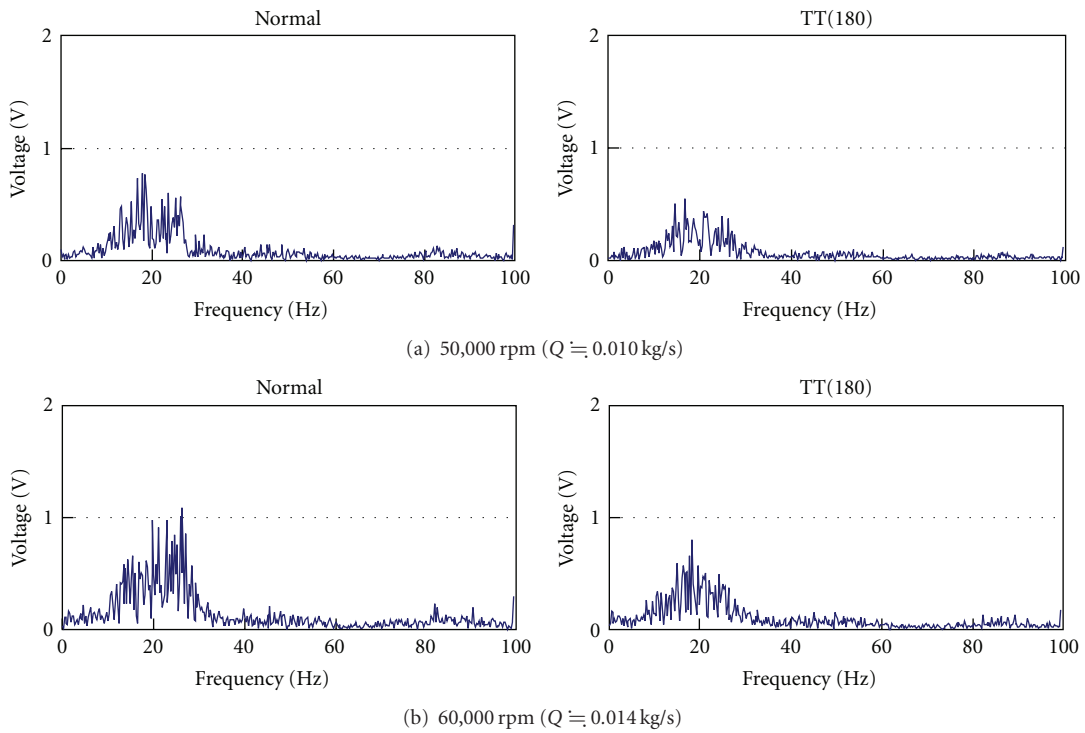 Normal
TT(180)
2
1
0
0 20 40 60 80 100
Voltage (V)
Frequency (Hz)
2
1
0
0 20 40 60 80 100
Voltage (V)
Frequency (Hz)
(a) 50,000 rpm (Q ≒ 0.010 kg/s)
Normal
TT(180)
2
1
0
0 20 40 60 80 100
Voltage (V)
Frequency (Hz)
2
1
0
0 20 40 60 80 100
Voltage (V)
Frequency (Hz)
(b) 60,000 rpm (Q ≒ 0.014 kg/s)